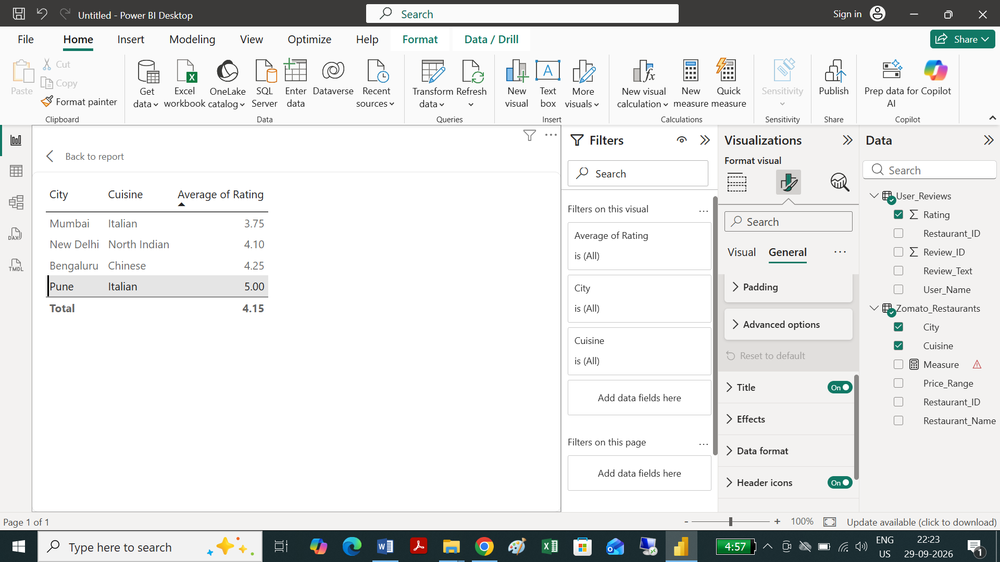 Untitled - Power BI Desktop
Search
Sign in
File
Home
Insert
Modeling
View
Optimize
Help
Format
Data / Drill
Share
Paste
Cut
Copy
Format painter
Clipboard
Get data
Excel workbook
OneLake catalog
SQL Server
Enter data
Dataverse
Recent sources
Data
Transform data
Refresh
Queries
New visual
Text box
More visuals
Insert
New visual calculation
New measure
Quick measure
Calculations
Sensitivity
Sensitivity
Publish
Share
Prep data for AI
Copilot
Copilot
DAX
TMDL
Back to report
City Cuisine Average of Rating
Mumbai Italian 3.75
New Delhi North Indian 4.10
Bengaluru Chinese 4.25
Pune Italian 5.00
Total 4.15
Filters
Search
Filters on this visual
Average of Rating
is (All)
City
is (All)
Cuisine
is (All)
Add data fields here
Filters on this page
Add data fields here
Visualizations
Format visual
Search
Visual
General
Padding
Advanced options
Reset to default
Title On
Effects
Data format
Header icons On
Data
Search
User_Reviews
Rating
Restaurant_ID
Review_ID
Review_Text
User_Name
Zomato_Restaurants
City
Cuisine
Measure
Price_Range
Restaurant_ID
Restaurant_Name
Page 1 of 1
- + 100%
Update available (click to download)
Type here to search
4:57
ENG
US
22:23
29-09-2026
1